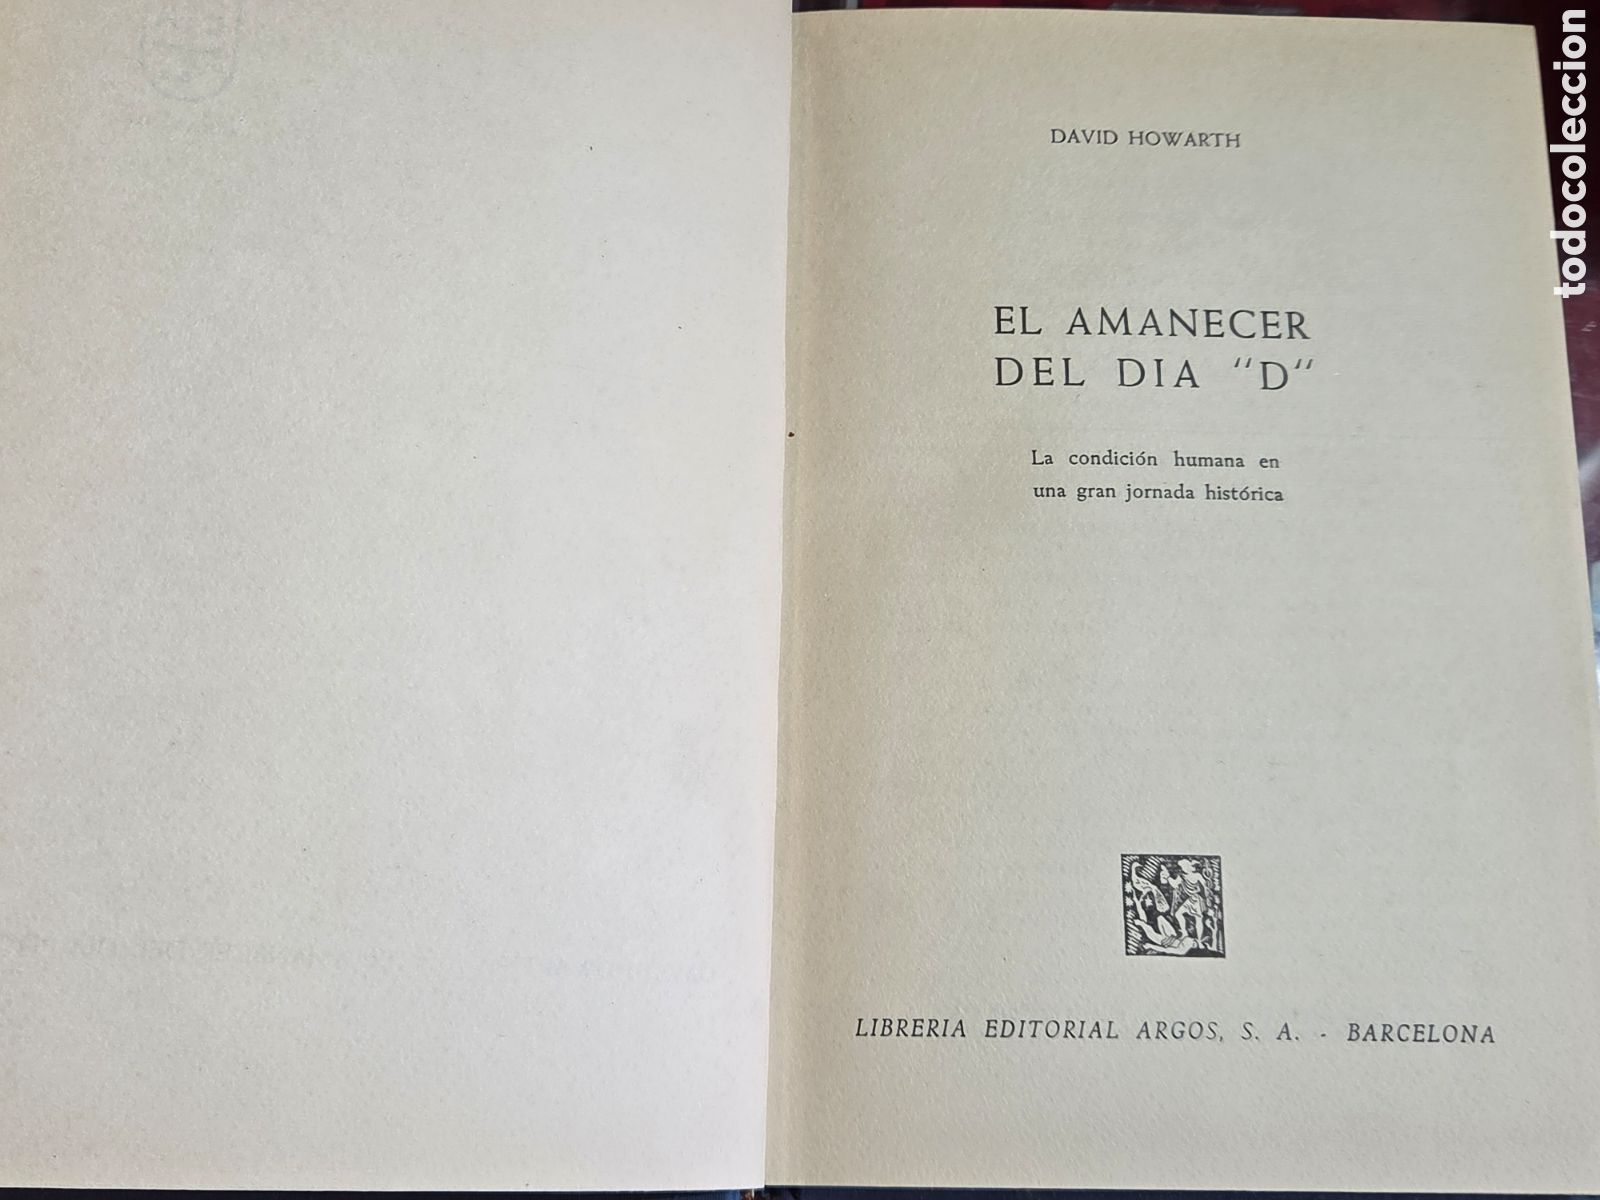 DAVID HOWARTH
EL AMANECER
DEL DIA "D"
La condición humana en
una gran jornada histórica
LIBRERIA EDITORIAL ARGOS, S. A. - BARCELONA
todocoleccion